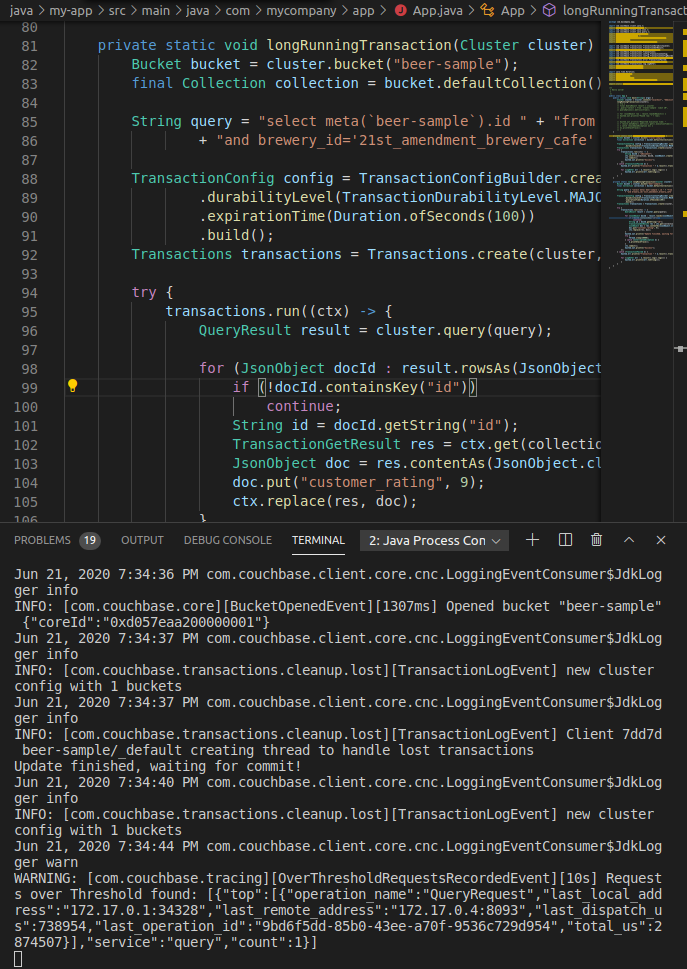 java > my-app > src > main > java > com > mycompany > app > J App.java > App > longRunningTransact
80
81 private static void longRunningTransaction(Cluster cluster)
82 Bucket bucket = cluster.bucket("beer-sample");
83 final Collection collection = bucket.defaultCollection()
84
85 String query = "select meta(`beer-sample`).id " + "from
86 + "and brewery_id='21st_amendment_brewery_cafe'
87
88 TransactionConfig config = TransactionConfigBuilder.crea
89 .durabilityLevel(TransactionDurabilityLevel.MAJO
90 .expirationTime(Duration.ofSeconds(100))
91 .build();
92 Transactions transactions = Transactions.create(cluster,
93
94 try {
95 transactions.run((ctx) -> {
96 QueryResult result = cluster.query(query);
97
98 for (JsonObject docId : result.rowsAs(JsonObject
99 if (!docId.containsKey("id"))
100 continue;
101 String id = docId.getString("id");
102 TransactionGetResult res = ctx.get(collectio
103 JsonObject doc = res.contentAs(JsonObject.cl
104 doc.put("customer_rating", 9);
105 ctx.replace(res, doc);
106 }
PROBLEMS 19 OUTPUT DEBUG CONSOLE TERMINAL 2: Java Process Con
Jun 21, 2020 7:34:36 PM com.couchbase.client.core.cnc.LoggingEventConsumer$JdkLog
ger info
INFO: [com.couchbase.core][BucketOpenedEvent][1307ms] Opened bucket "beer-sample"
{"coreId":"0xd057eaa200000001"}
Jun 21, 2020 7:34:37 PM com.couchbase.client.core.cnc.LoggingEventConsumer$JdkLog
ger info
INFO: [com.couchbase.transactions.cleanup.lost][TransactionLogEvent] new cluster
config with 1 buckets
Jun 21, 2020 7:34:37 PM com.couchbase.client.core.cnc.LoggingEventConsumer$JdkLog
ger info
INFO: [com.couchbase.transactions.cleanup.lost][TransactionLogEvent] Client 7dd7d
beer-sample/_default creating thread to handle lost transactions
Update finished, waiting for commit!
Jun 21, 2020 7:34:40 PM com.couchbase.client.core.cnc.LoggingEventConsumer$JdkLog
ger info
INFO: [com.couchbase.transactions.cleanup.lost][TransactionLogEvent] new cluster
config with 1 buckets
Jun 21, 2020 7:34:44 PM com.couchbase.client.core.cnc.LoggingEventConsumer$JdkLog
ger warn
WARNING: [com.couchbase.tracing][OverThresholdRequestsRecordedEvent][10s] Request
s over Threshold found: [{"top":[{"operation_name":"QueryRequest","last_local_add
ress":"172.17.0.1:34328","last_remote_address":"172.17.0.4:8093","last_dispatch_u
s":738954,"last_operation_id":"9bd6f5dd-85b0-43ee-a70f-9536c729d954","total_us":2
874507}],"service":"query","count":1}]